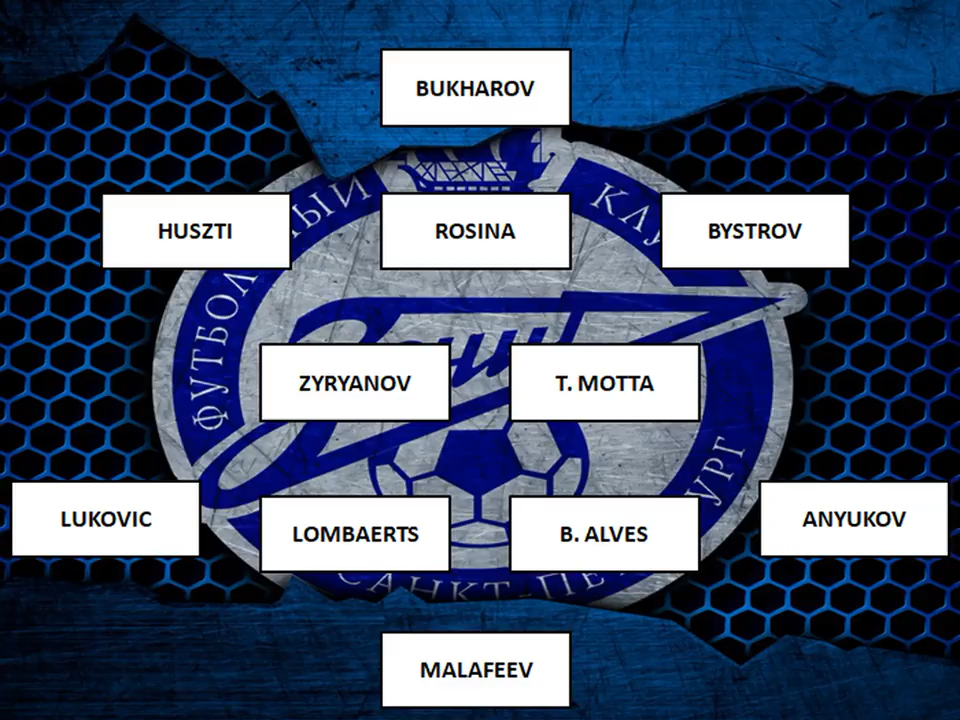 BUKHAROV
HUSZTI
ROSINA
BYSTROV
ZYRYANOV
T. MOTTA
LUKOVIC
LOMBAERTS
B. ALVES
ANYUKOV
MALAFEEV